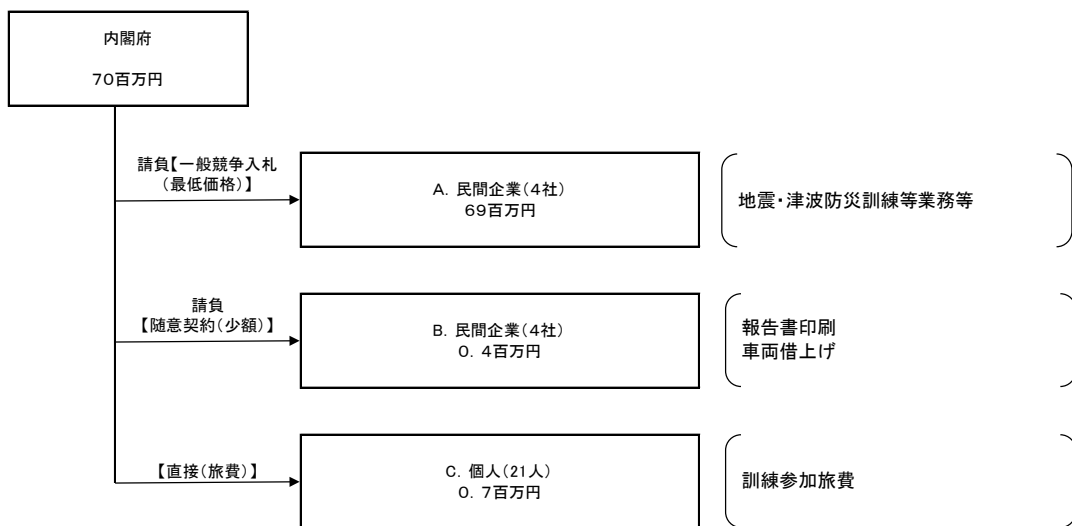 内閣府
70百万円
請負【一般競争入札
(最低価格)】
A. 民間企業(4社)
69百万円
地震・津波防災訓練等業務等
請負
【随意契約(少額)】
B. 民間企業(4社)
0. 4百万円
報告書印刷
車両借上げ
【直接(旅費)】
C. 個人(21人)
0. 7百万円
訓練参加旅費